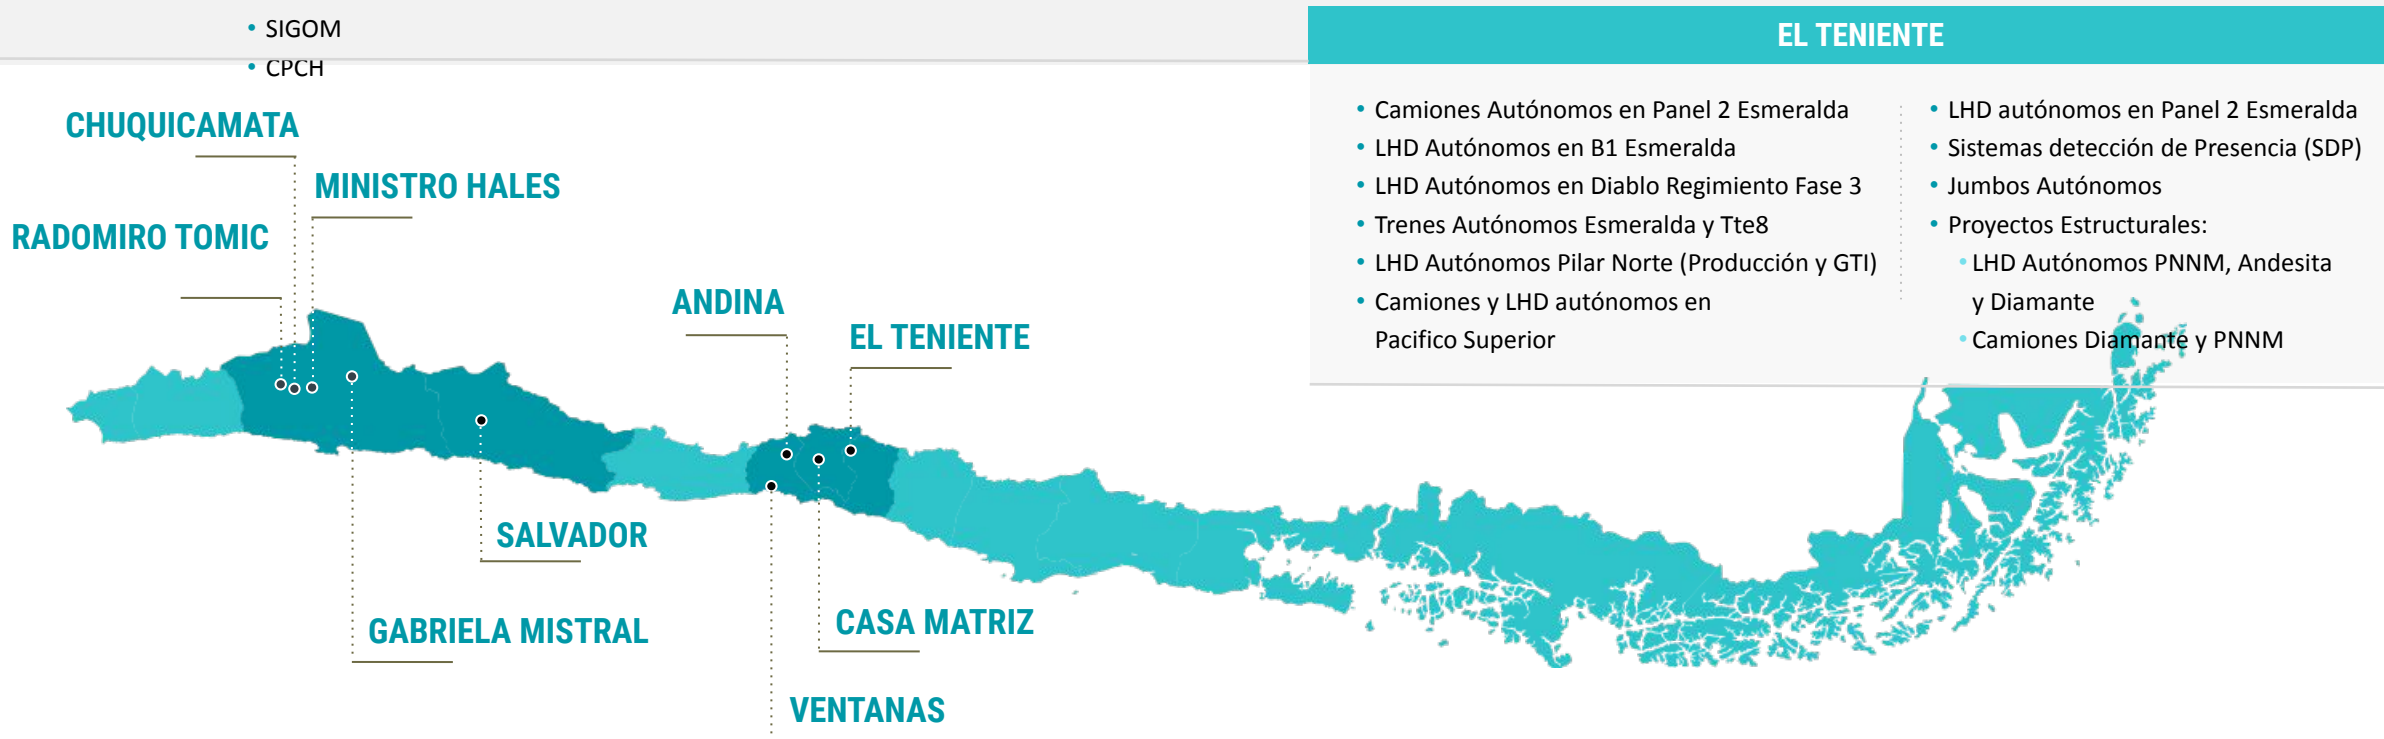 • SIGOM
• CPCH
EL TENIENTE
• Camiones Autónomos en Panel 2 Esmeralda
• LHD Autónomos en B1 Esmeralda
• LHD Autónomos en Diablo Regimiento Fase 3
• Trenes Autónomos Esmeralda y Tte8
• LHD Autónomos Pilar Norte (Producción y GTI)
• Camiones y LHD autónomos en
Pacifico Superior
• LHD autónomos en Panel 2 Esmeralda
• Sistemas detección de Presencia (SDP)
• Jumbos Autónomos
• Proyectos Estructurales:
• LHD Autónomos PNNM, Andesita
y Diamante
• Camiones Diamante y PNNM
CHUQUICAMATA
MINISTRO HALES
RADOMIRO TOMIC
ANDINA
EL TENIENTE
SALVADOR
GABRIELA MISTRAL
CASA MATRIZ
VENTANAS